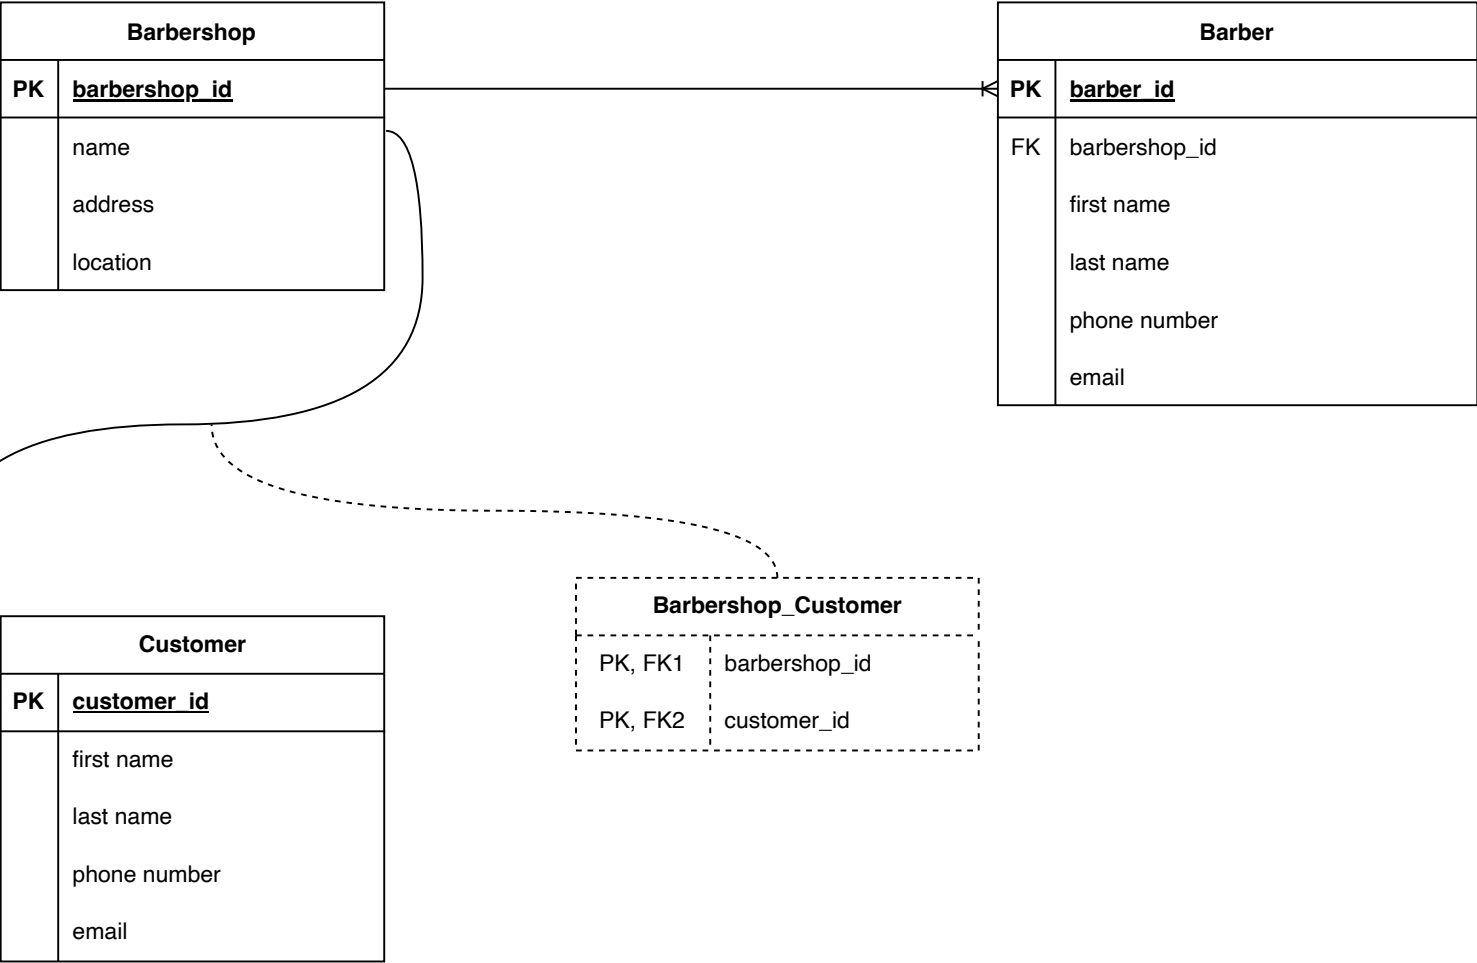 Barbershop
PK barbershop_id
name
address
location
Barber
PK barber_id
FK barbershop_id
first name
last name
phone number
email
Barbershop_Customer
PK, FK1 barbershop_id
PK, FK2 customer_id
Customer
PK customer_id
first name
last name
phone number
email